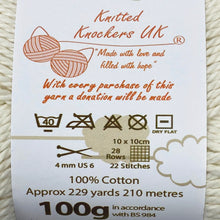 Knitted
Knockers UK
®
"Made with love and
filled with hope"
With every purchase of this
yarn a donation will be made
40
DRY FLAT
10 x 10cm
28
Rows
4 mm US 6
22 Stitches
100% Cotton
Approx 229 yards 210 metres
100g in accordance
with BS 984